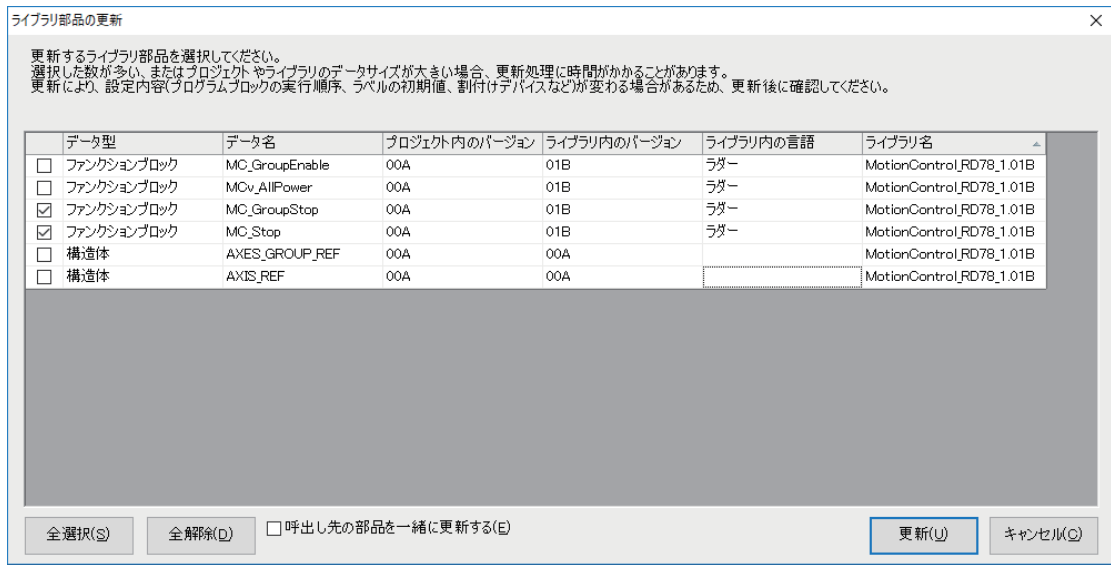 ライブラリ部品の更新
更新するライブラリ部品を選択してください。
選択した数が多い、またはプロジェクトやライブラリのデータサイズが大きい場合、更新処理に時間がかかることがあります。
更新により、設定内容(プログラムブロックの実行順序、ラベルの初期値、割付けデバイスなど)が変わる場合があるため、更新後に確認してください。
データ型 データ名 プロジェクト内のバージョン ライブラリ内のバージョン ライブラリ内の言語 ライブラリ名
ファンクションブロック MC_GroupEnable 00A 01B ラダー MotionControl_RD78_1.01B
ファンクションブロック MCv_AllPower 00A 01B ラダー MotionControl_RD78_1.01B
ファンクションブロック MC_GroupStop 00A 01B ラダー MotionControl_RD78_1.01B
ファンクションブロック MC_Stop 00A 01B ラダー MotionControl_RD78_1.01B
構造体 AXES_GROUP_REF 00A 00A MotionControl_RD78_1.01B
構造体 AXIS_REF 00A 00A MotionControl_RD78_1.01B
全選択(S) 全解除(D) 呼出し先の部品を一緒に更新する(E) 更新(U) キャンセル(C)